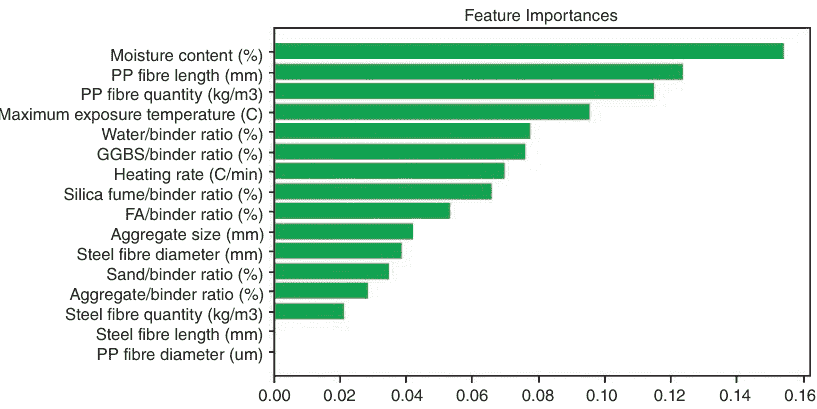 Feature Importances
Moisture content (%)
PP fibre length (mm)
PP fibre quantity (kg/m3)
Maximum exposure temperature (C)
Water/binder ratio (%)
GGBS/binder ratio (%)
Heating rate (C/min)
Silica fume/binder ratio (%)
FA/binder ratio (%)
Aggregate size (mm)
Steel fibre diameter (mm)
Sand/binder ratio (%)
Aggregate/binder ratio (%)
Steel fibre quantity (kg/m3)
Steel fibre length (mm)
PP fibre diameter (um)
0.00 0.02 0.04 0.06 0.08 0.10 0.12 0.14 0.16